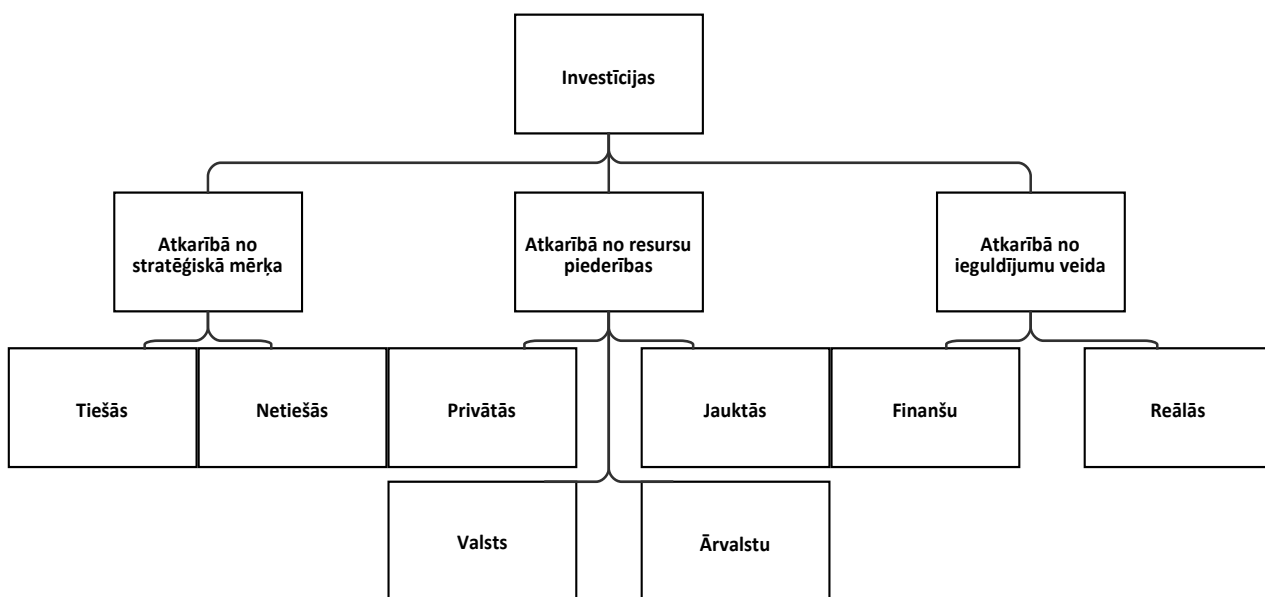 Investīcijas
Atkarībā no
stratēģiskā mērķa
Atkarībā no resursu
piederības
Atkarībā no
ieguldījumu veida
Tiešās
Netiešās
Privātās
Jauktās
Finanšu
Reālās
Valsts
Ārvalstu